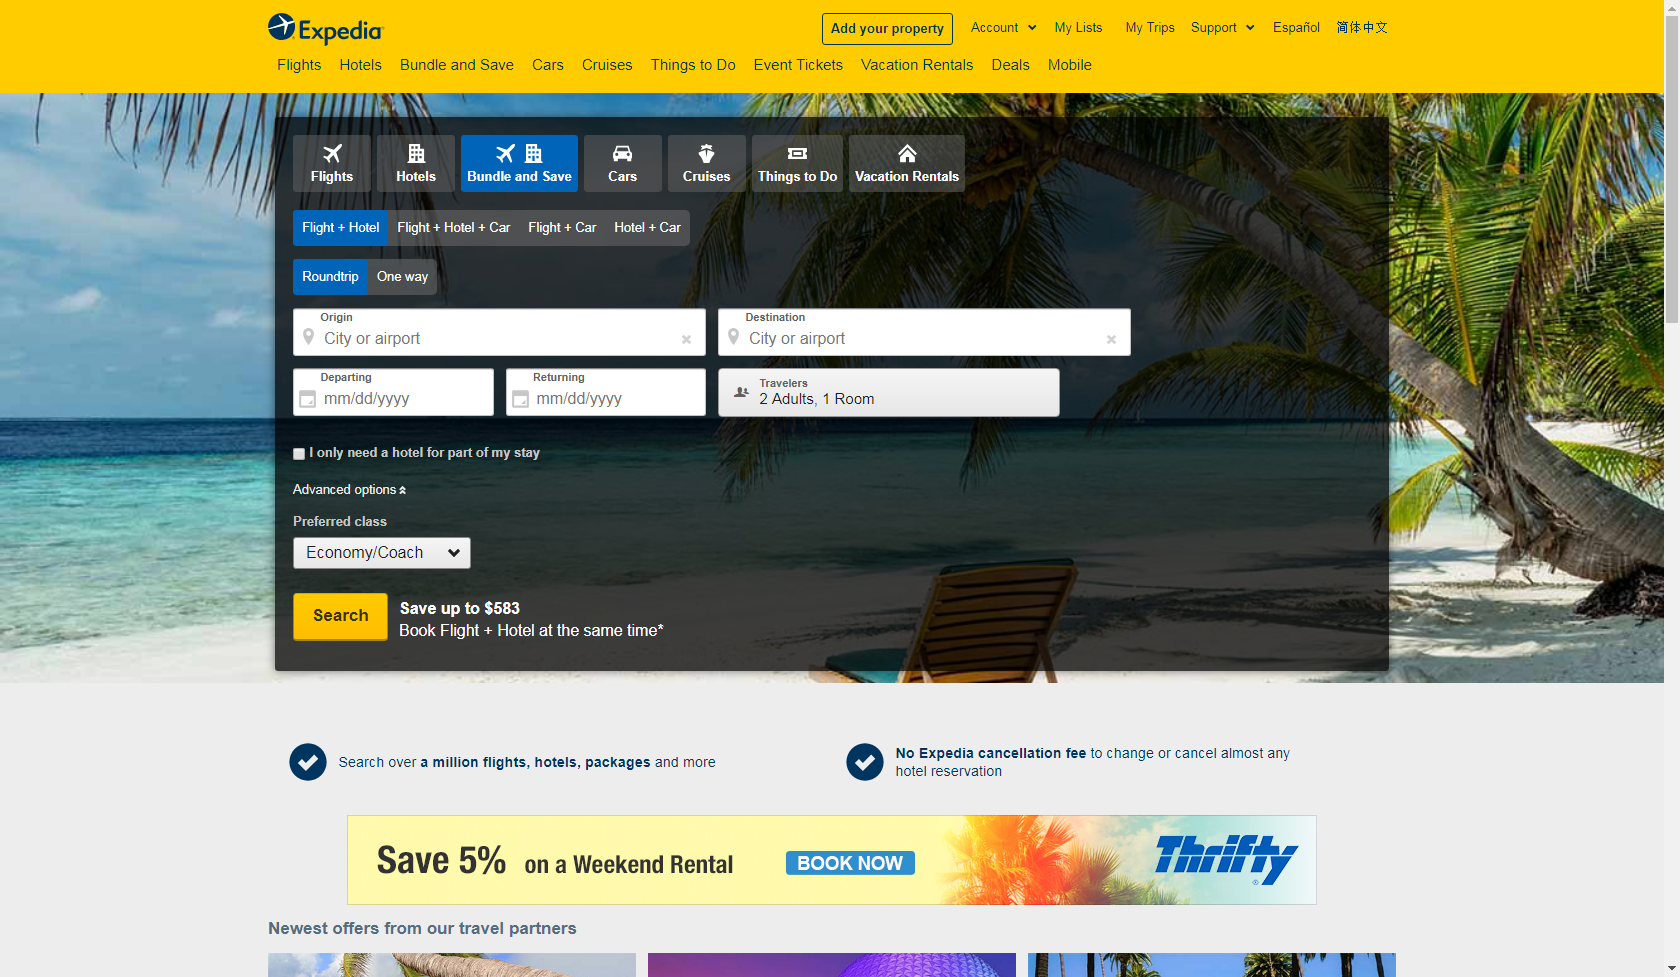 Expedia
Add your property
Account
My Lists
My Trips
Support
Español
简体中文
Flights
Hotels
Bundle and Save
Cars
Cruises
Things to Do
Event Tickets
Vacation Rentals
Deals
Mobile
Flights
Hotels
Bundle and Save
Cars
Cruises
Things to Do
Vacation Rentals
Flight + Hotel
Flight + Hotel + Car
Flight + Car
Hotel + Car
Roundtrip
One way
Origin
City or airport
Destination
City or airport
Departing
mm/dd/yyyy
Returning
mm/dd/yyyy
Travelers
2 Adults, 1 Room
I only need a hotel for part of my stay
Advanced options
Preferred class
Economy/Coach
Search
Save up to $583
Book Flight + Hotel at the same time*
Search over a million flights, hotels, packages and more
No Expedia cancellation fee to change or cancel almost any
hotel reservation
Save 5% on a Weekend Rental
BOOK NOW
Thrifty
Newest offers from our travel partners